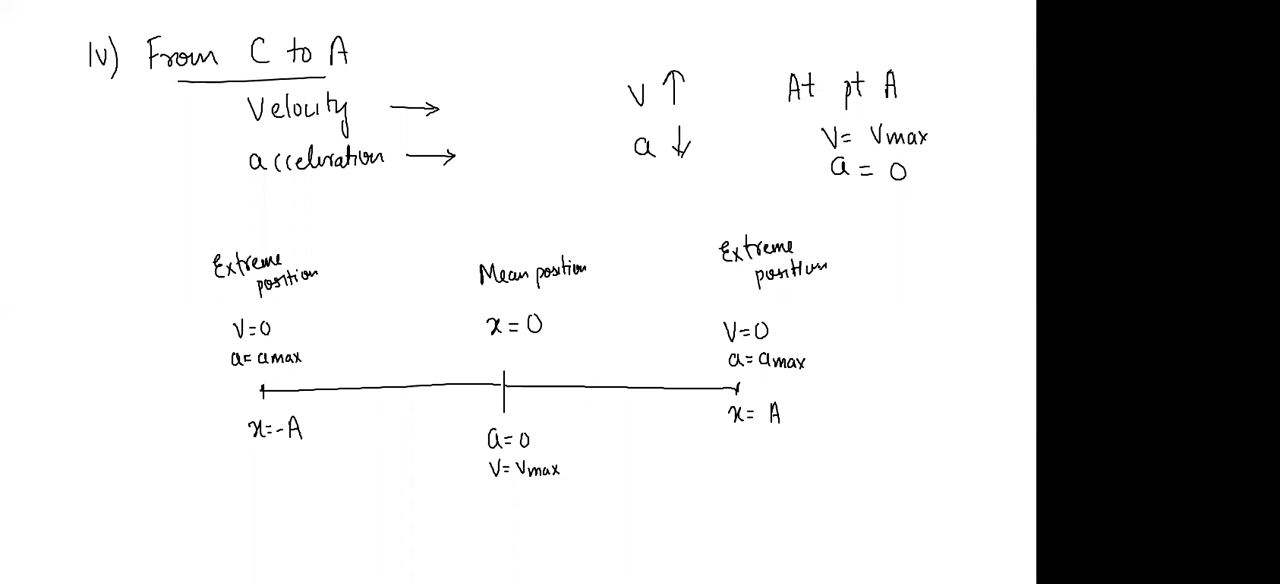 IV) From C to A
Velocity → V ↑ At pt A
acceleration → a ↓ V= Vmax
a = 0
Extreme position
V=0
a= amax
x=-A
Mean position
x=0
a=0
V= Vmax
Extreme position
V=0
a= amax
x= A